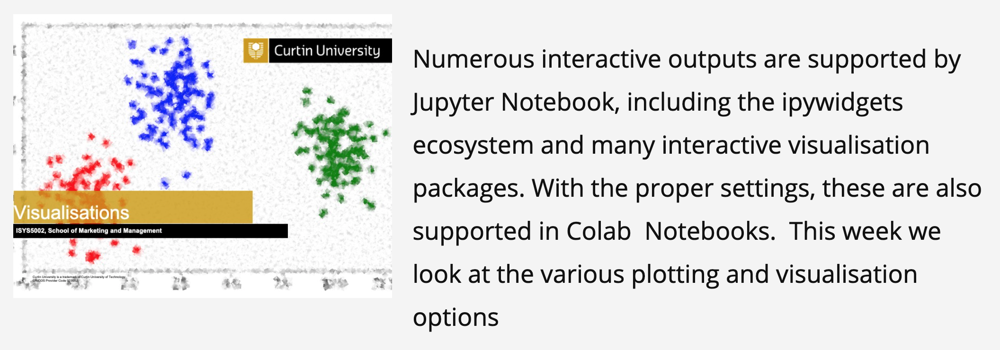 Curtin University
Visualisations
ISYS5002, School of Marketing and Management
Curtin University is a trademark of Curtin University of Technology
CRICOS Provider Code
Numerous interactive outputs are supported by
Jupyter Notebook, including the ipywidgets
ecosystem and many interactive visualisation
packages. With the proper settings, these are also
supported in Colab  Notebooks.  This week we
look at the various plotting and visualisation
options